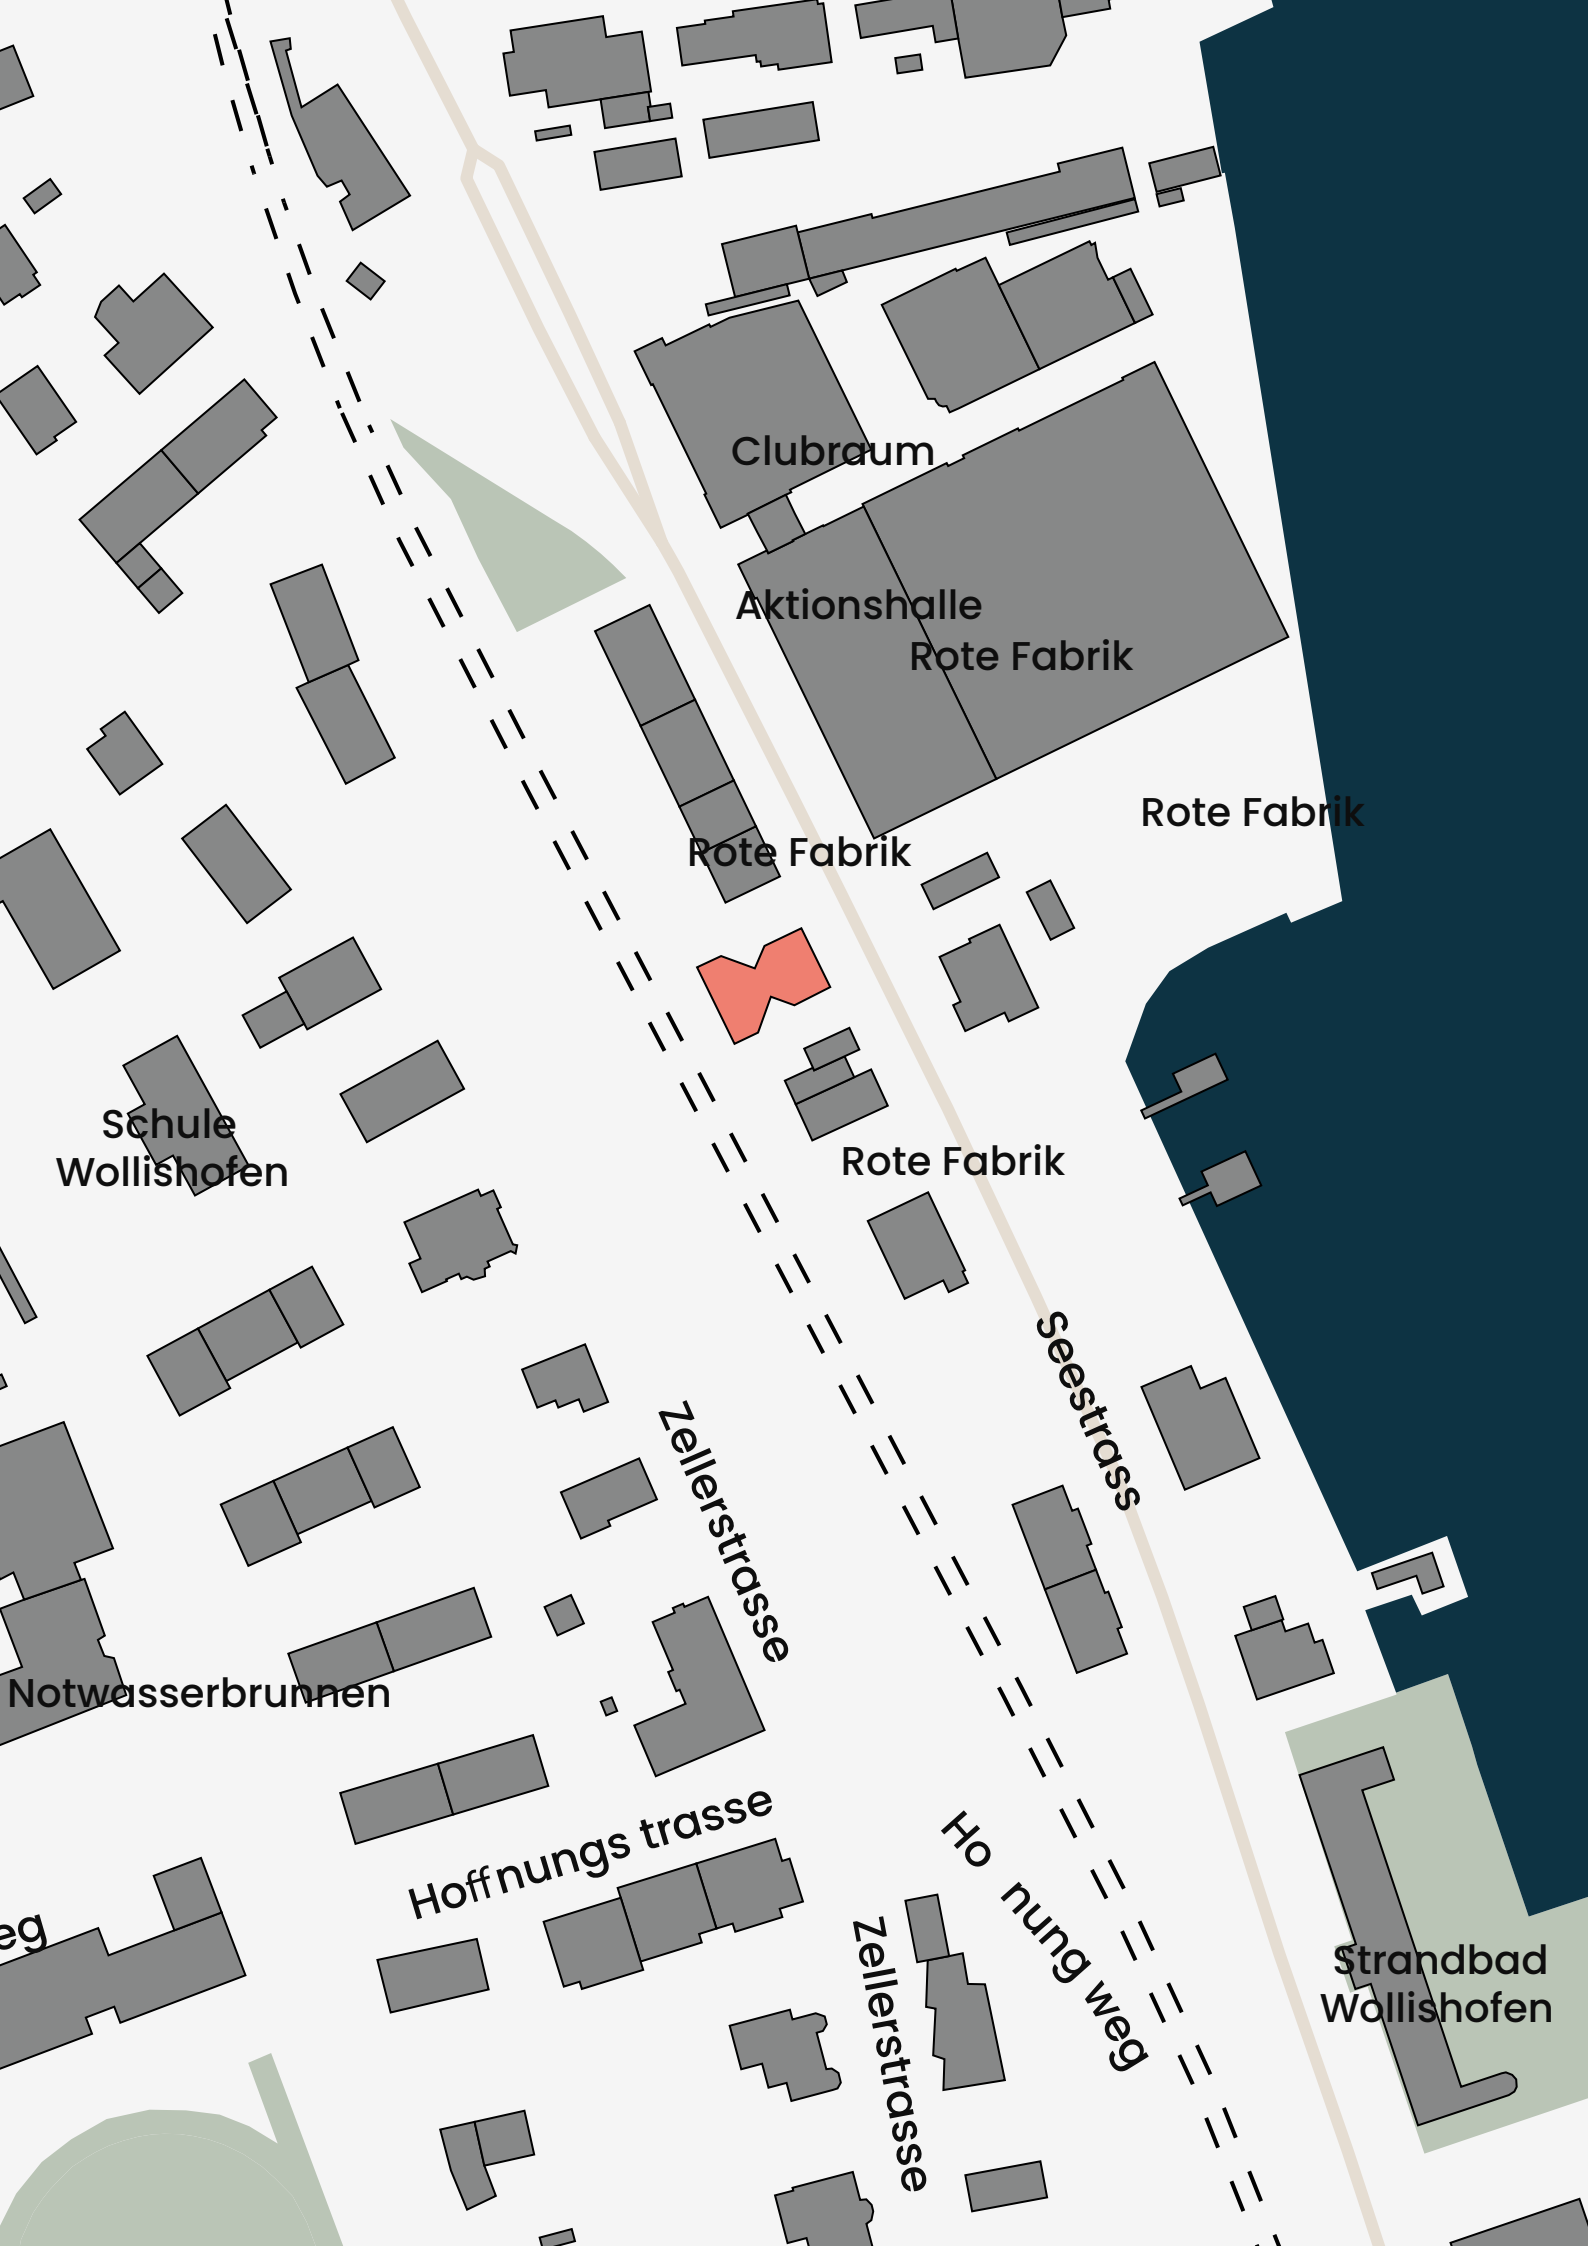 Clubraum
Aktionshalle
Rote Fabrik
Rote Fabrik
Rote Fabrik
Schule
Wollishofen
Rote Fabrik
Seestrass
Zellerstrasse
Notwasserbrunnen
Hoffnungs trasse
Ho nung weg
eg
Zellerstrasse
Strandbad
Wollishofen